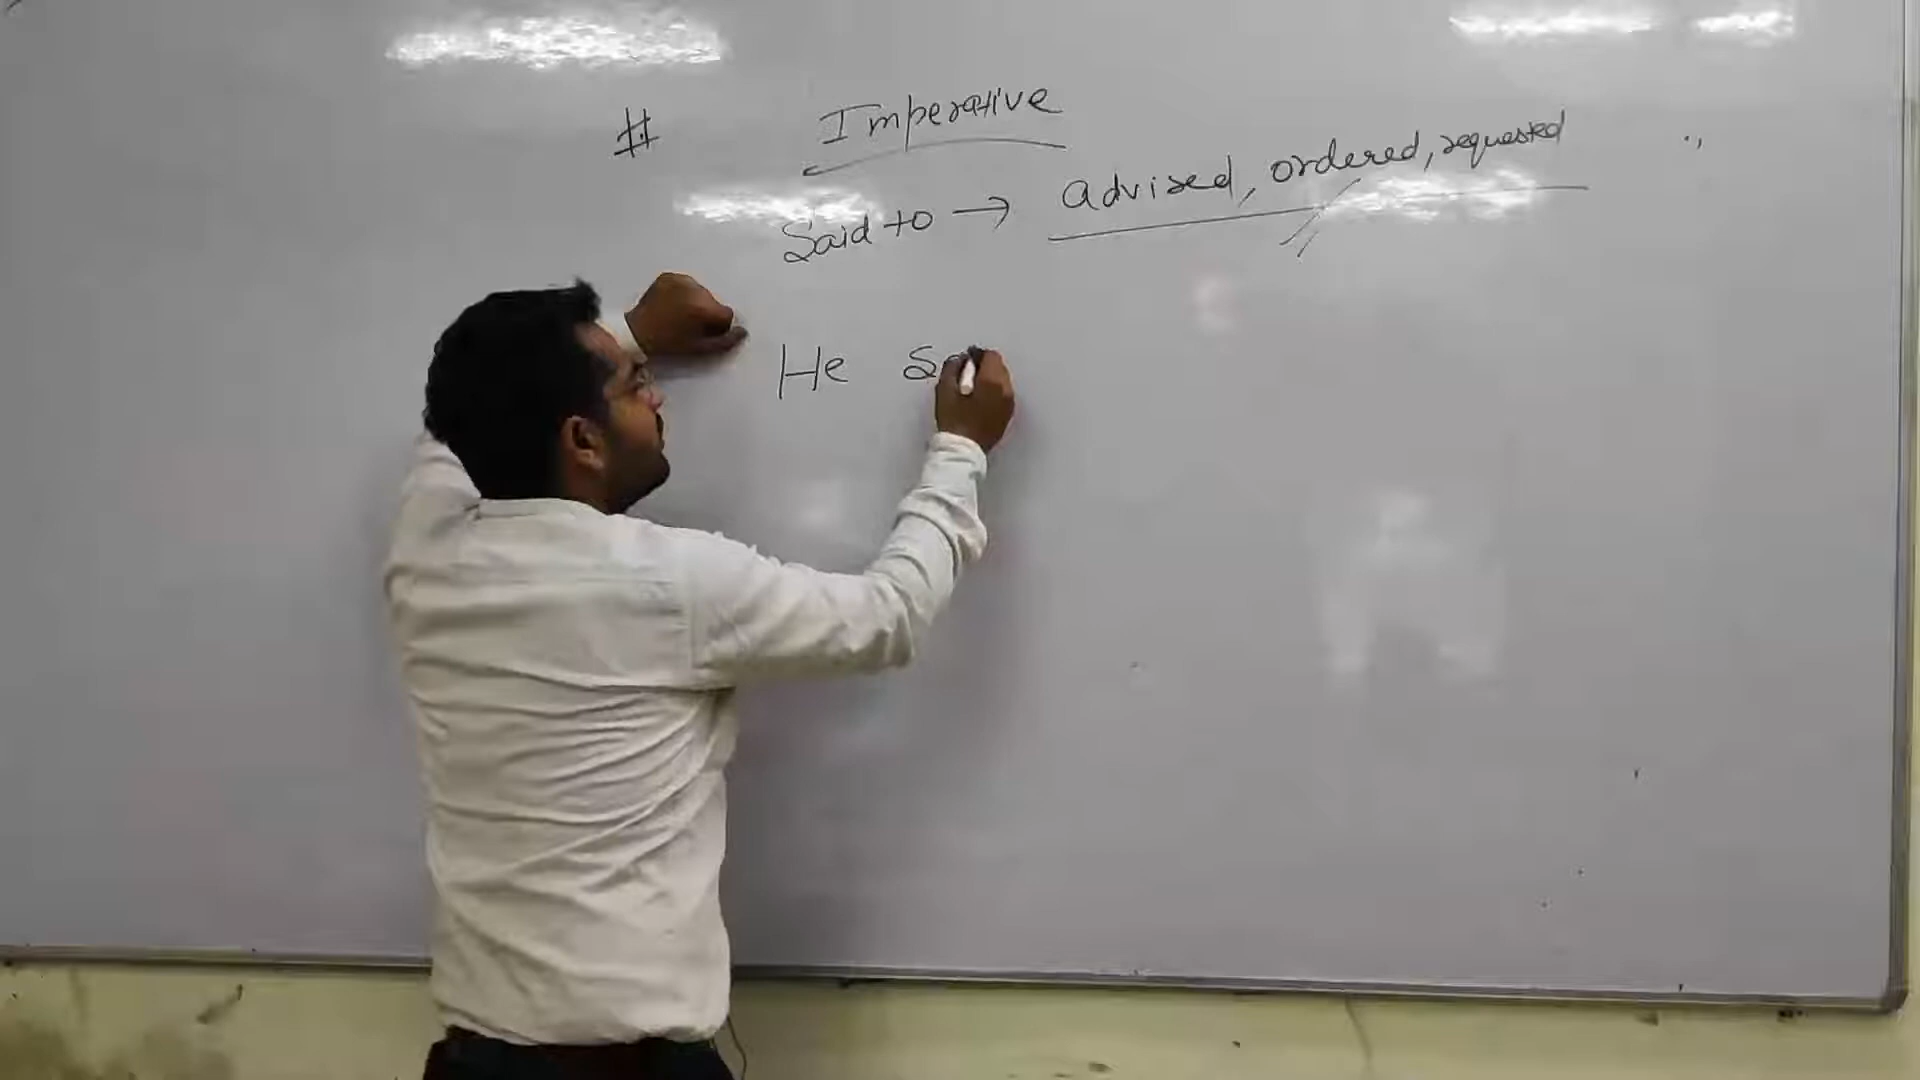 # Imperative
Said to → advised, ordered, requested
He